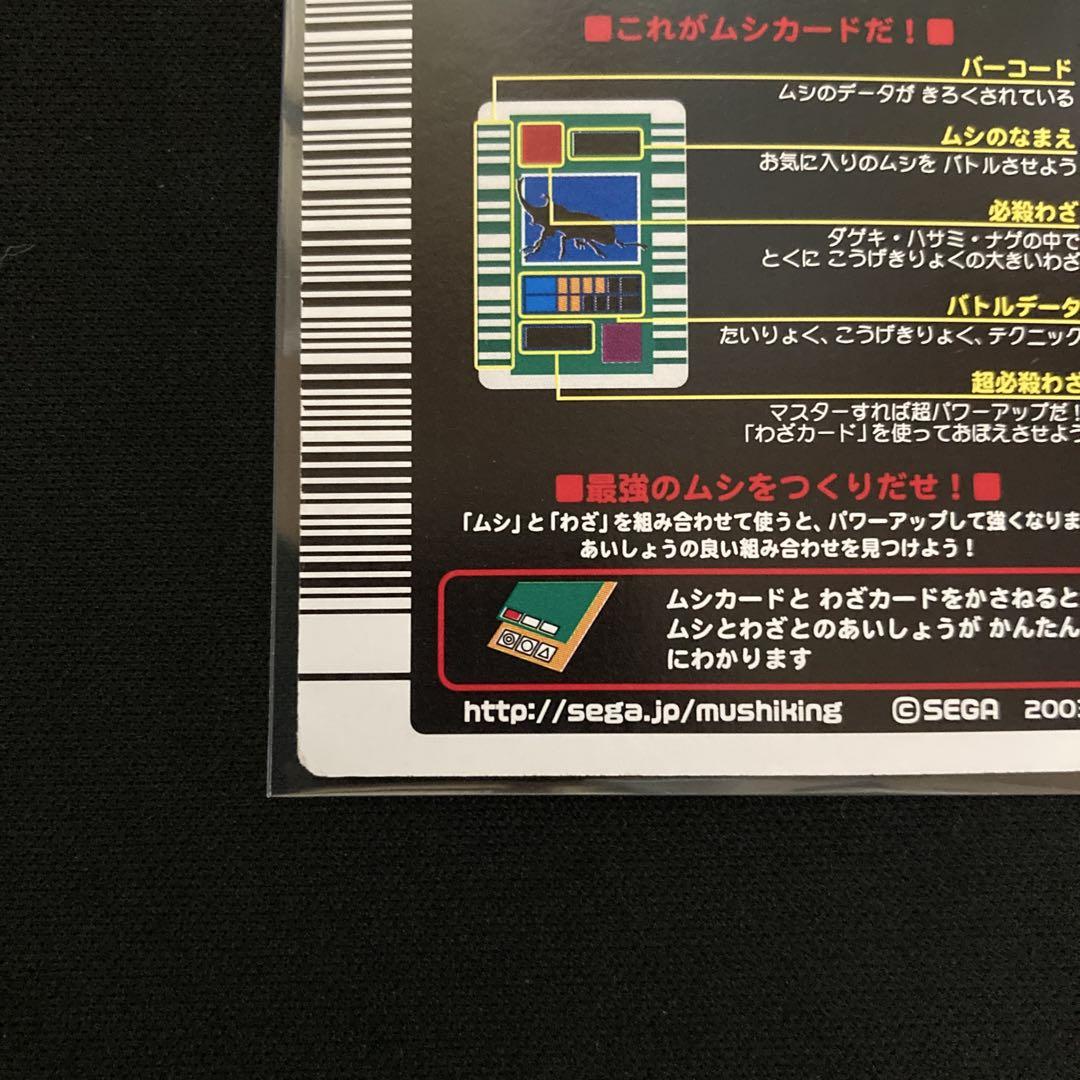 ■これがムシカードだ！■
バーコード
ムシのデータが きろくされている
ムシのなまえ
お気に入りのムシを バトルさせよう
必殺わざ
ダゲキ・ハサミ・ナゲの中で
とくに こうげきりょくの大きいわざ
バトルデータ
たいりょく、こうげきりょく、テクニック
超必殺わざ
マスターすれば超パワーアップだ！
「わざカード」を使っておぼえさせよう
■最強のムシをつくりだせ！■
「ムシ」と「わざ」を組み合わせて使うと、パワーアップして強くなりま
あいしょうの良い組み合わせを見つけよう！
ムシカードと わざカードをかさねると
ムシとわざとのあいしょうが かんたん
にわかります
http://sega.jp/mushiking ©SEGA 2003